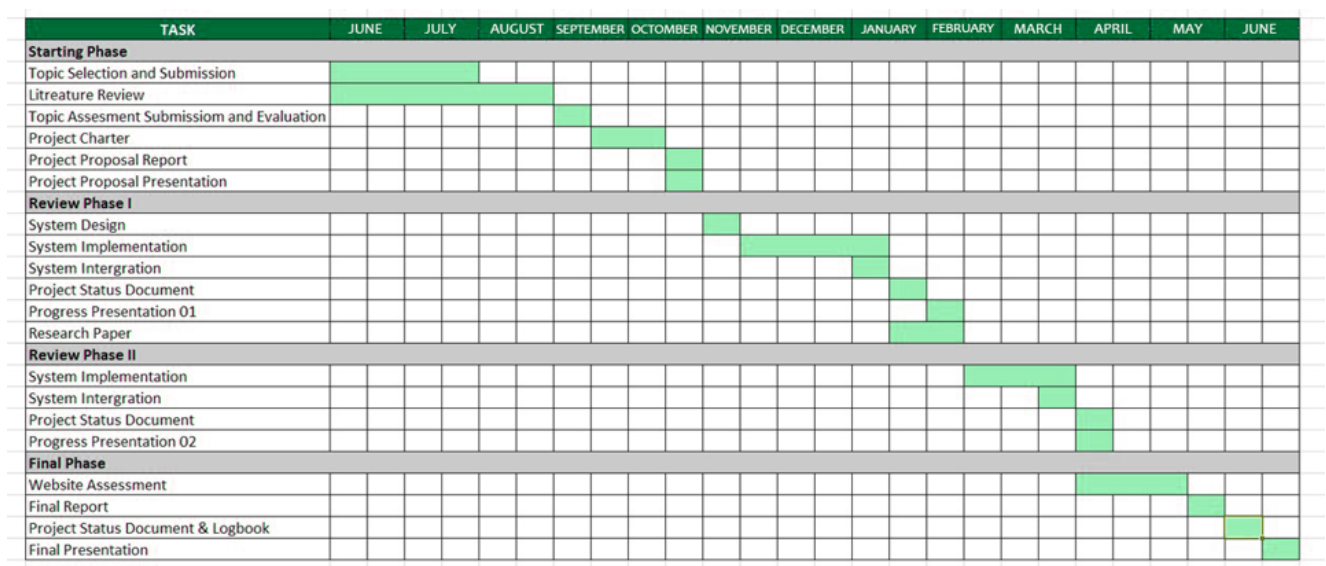 TASK JUNE JULY AUGUST SEPTEMBER OCTOMBER NOVEMBER DECEMBER JANUARY FEBRUARY MARCH APRIL MAY JUNE
Starting Phase
Topic Selection and Submission
Litreature Review
Topic Assesment Submissiom and Evaluation
Project Charter
Project Proposal Report
Project Proposal Presentation
Review Phase I
System Design
System Implementation
System Intergration
Project Status Document
Progress Presentation 01
Research Paper
Review Phase II
System Implementation
System Intergration
Project Status Document
Progress Presentation 02
Final Phase
Website Assessment
Final Report
Project Status Document & Logbook
Final Presentation